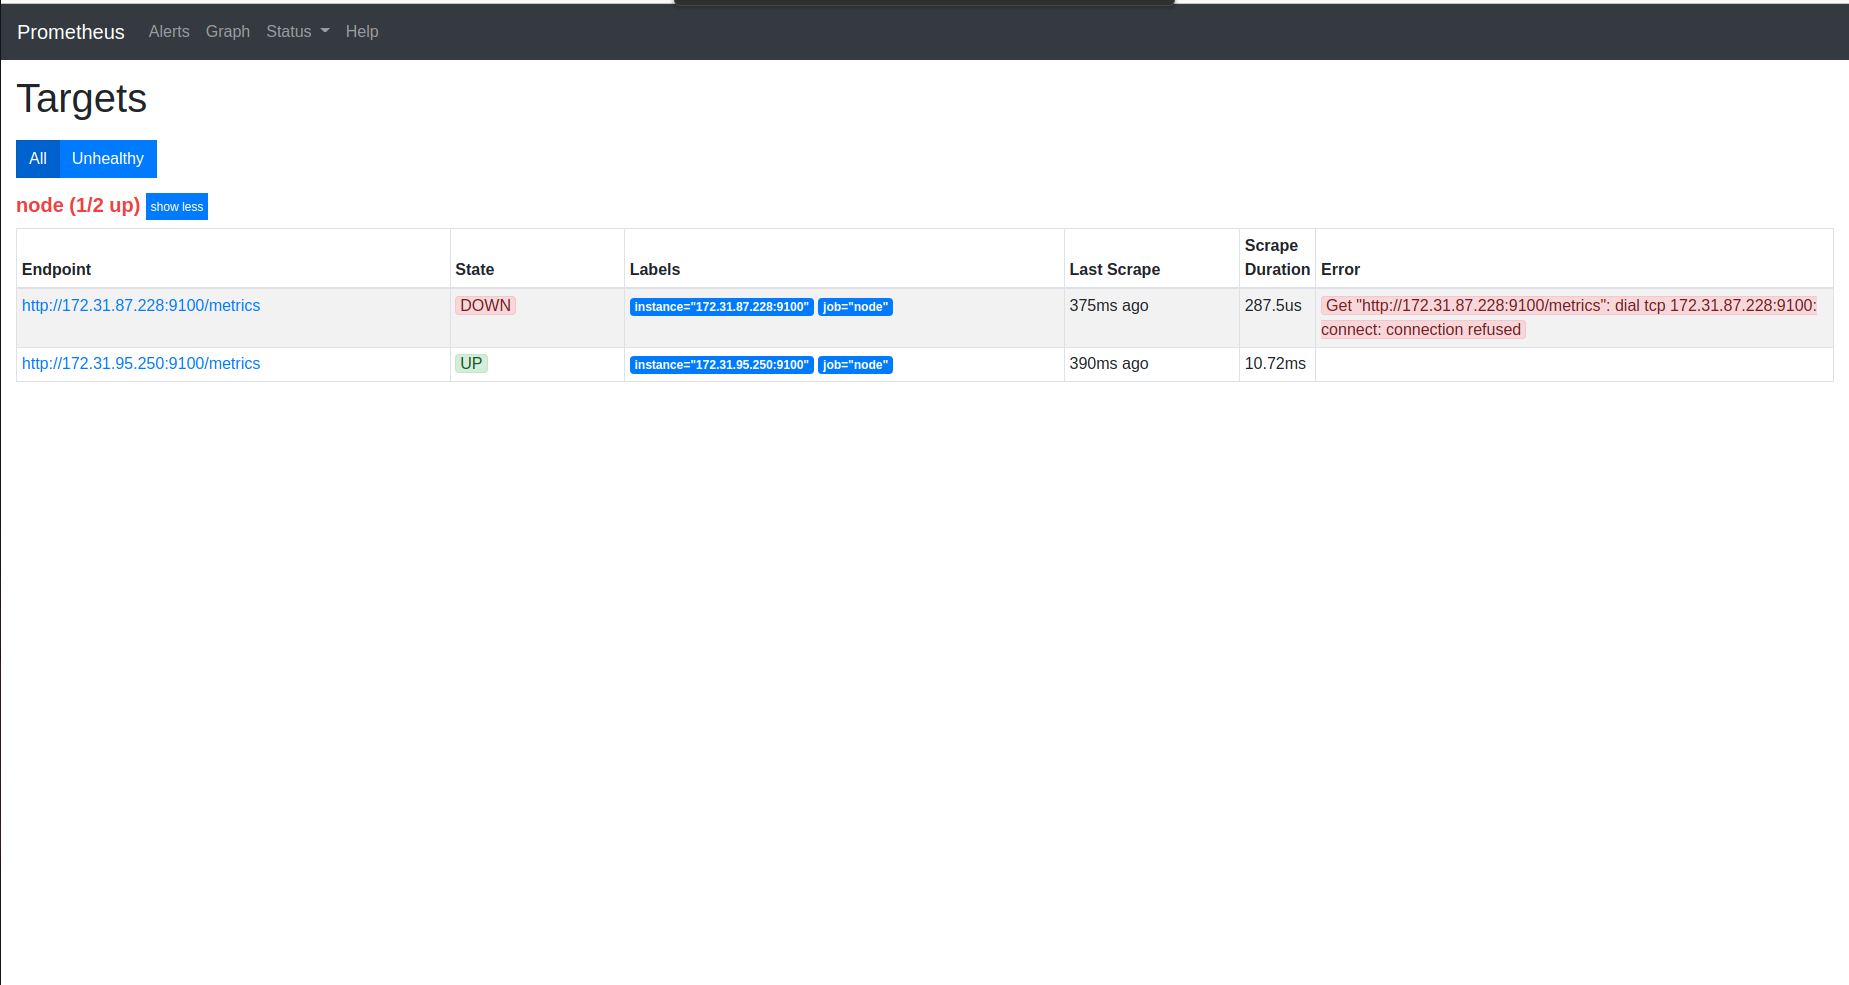 Prometheus Alerts Graph Status Help
Targets
All Unhealthy
node (1/2 up) show less
Endpoint State Labels Last Scrape Scrape Duration Error
http://172.31.87.228:9100/metrics DOWN instance="172.31.87.228:9100" job="node" 375ms ago 287.5us Get "http://172.31.87.228:9100/metrics": dial tcp 172.31.87.228:9100:
connect: connection refused
http://172.31.95.250:9100/metrics UP instance="172.31.95.250:9100" job="node" 390ms ago 10.72ms